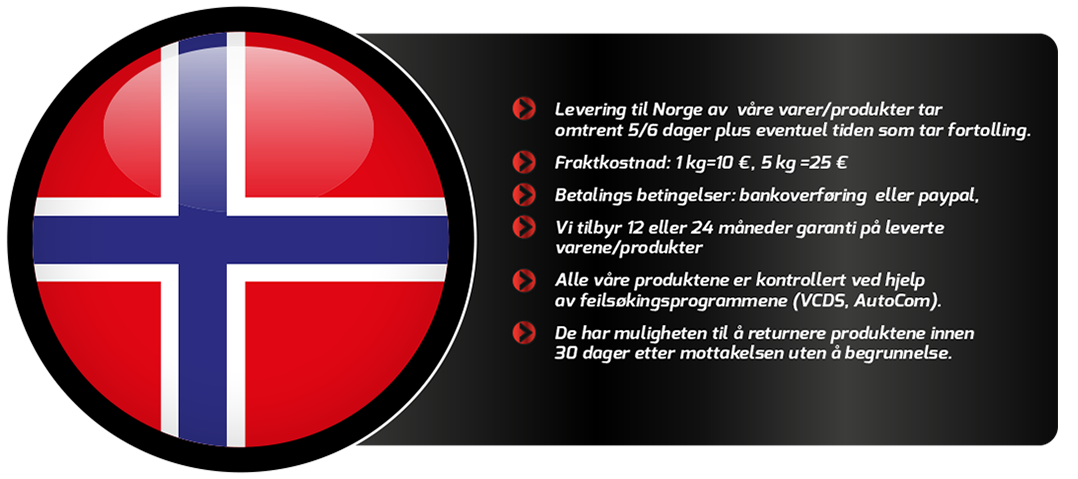 Levering til Norge av våre varer/produkter tar
omtrent 5/6 dager plus eventuel tiden som tar fortolling.
Fraktkostnad: 1 kg=10 €, 5 kg =25 €
Betalings betingelser: bankoverføring eller paypal,
Vi tilbyr 12 eller 24 måneder garanti på leverte
varene/produkter
Alle våre produktene er kontrollert ved hjelp
av feilsøkingsprogrammene (VCDS, AutoCom).
De har muligheten til å returnere produktene innen
30 dager etter mottakelsen uten å begrunnelse.